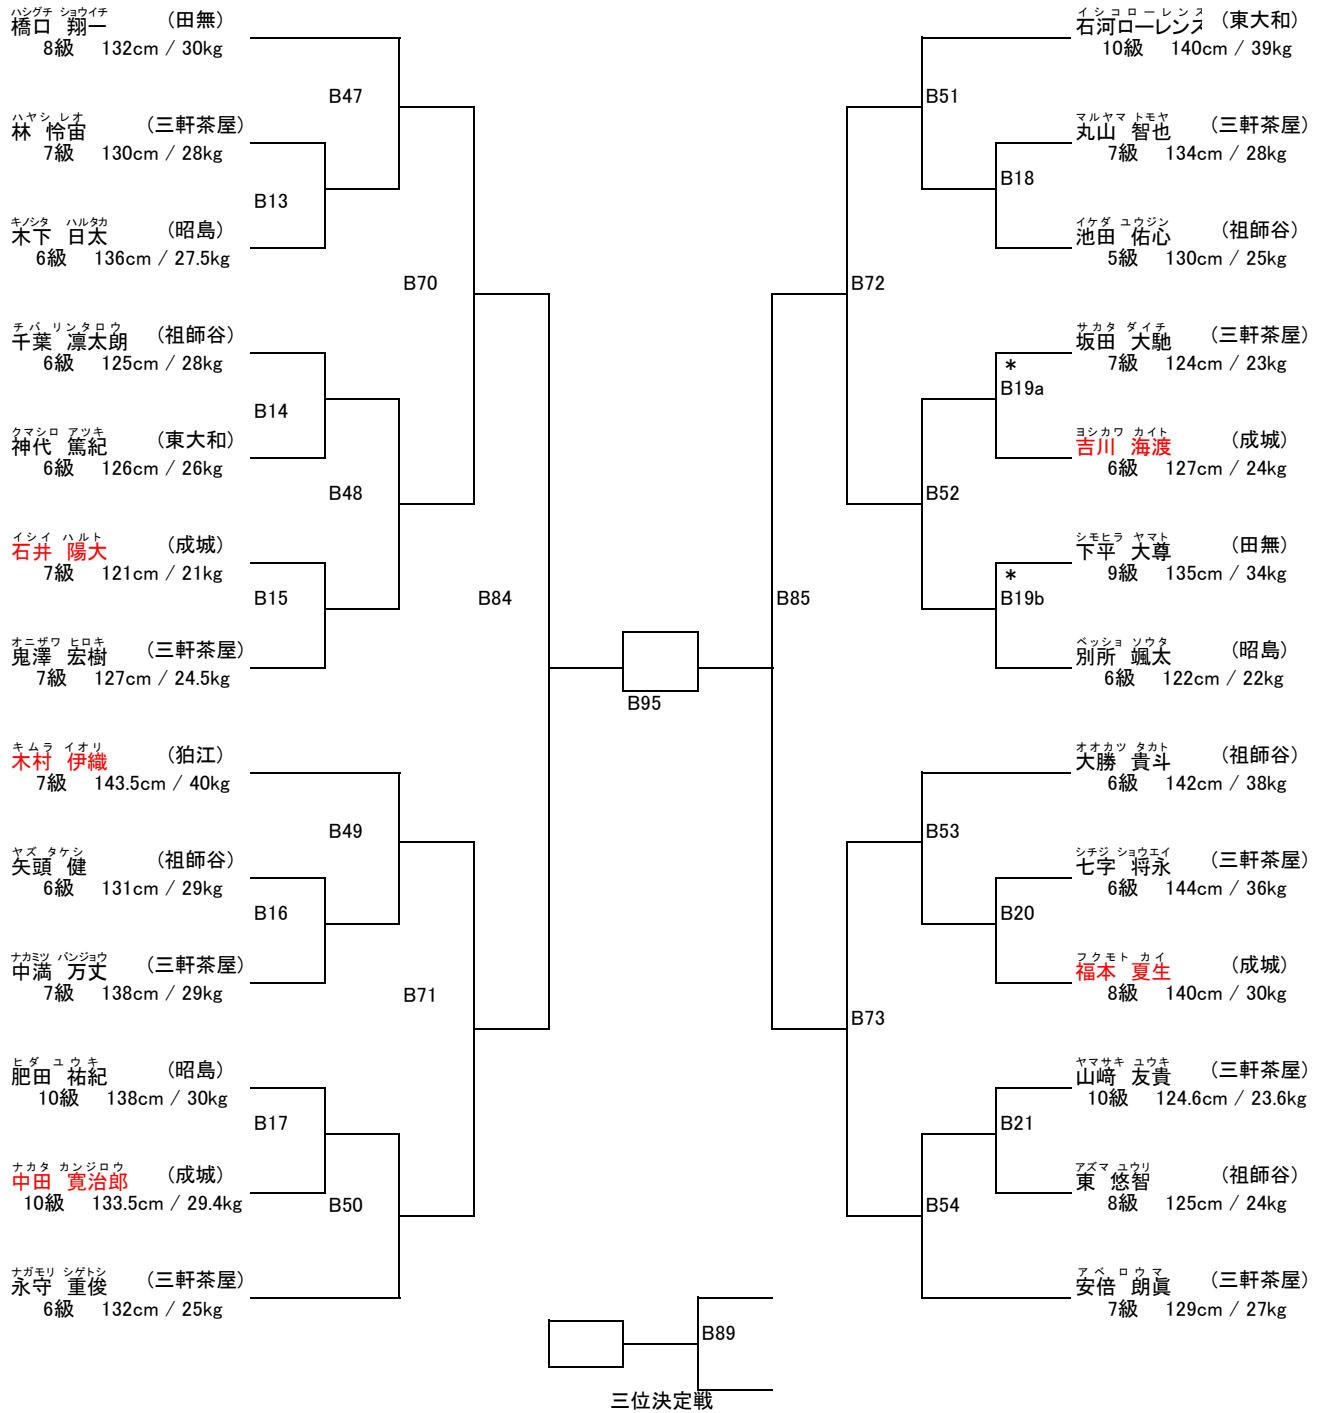 ハシグチ ショウイチ
橋口 翔一 (田無)
8級 132cm / 30kg
B47
ハヤシ レオ
林 怜宙 (三軒茶屋)
7級 130cm / 28kg
B13
キノシタ ハルタカ
木下 日太 (昭島)
6級 136cm / 27.5kg
B70
チバ リンタロウ
千葉 凛太朗 (祖師谷)
6級 125cm / 28kg
B14
クマシロ アツキ
神代 篤紀 (東大和)
6級 126cm / 26kg
B48
イシイ ハルト
石井 陽大 (成城)
7級 121cm / 21kg
B15
B84
オニザワ ヒロキ
鬼澤 宏樹 (三軒茶屋)
7級 127cm / 24.5kg
キムラ イオリ
木村 伊織 (狛江)
7級 143.5cm / 40kg
B49
ヤズ タケシ
矢頭 健 (祖師谷)
6級 131cm / 29kg
B16
ナカミツ バンジョウ
中満 万丈 (三軒茶屋)
7級 138cm / 29kg
B71
ヒダ ユウキ
肥田 祐紀 (昭島)
10級 138cm / 30kg
B17
ナカタ カンジロウ
中田 寛治郎 (成城)
10級 133.5cm / 29.4kg
B50
ナガモリ シゲトシ
永守 重俊 (三軒茶屋)
6級 132cm / 25kg
B95
B89
三位決定戦
イシコローレンス
石河ローレンス (東大和)
10級 140cm / 39kg
B51
マルヤマ トモヤ
丸山 智也 (三軒茶屋)
7級 134cm / 28kg
B18
イケダ ユウジン
池田 佑心 (祖師谷)
5級 130cm / 25kg
B72
サカタ ダイチ
坂田 大馳 (三軒茶屋)
7級 124cm / 23kg
*
B19a
ヨシカワ カイト
吉川 海渡 (成城)
6級 127cm / 24kg
B52
シモヒラ ヤマト
下平 大尊 (田無)
9級 135cm / 34kg
*
B19b
B85
ベッショ ソウタ
別所 颯太 (昭島)
6級 122cm / 22kg
オオカツ タカト
大勝 貴斗 (祖師谷)
6級 142cm / 38kg
B53
シチジ ショウエイ
七字 将永 (三軒茶屋)
6級 144cm / 36kg
B20
フクモト カイ
福本 夏生 (成城)
8級 140cm / 30kg
B73
ヤマサキ ユウキ
山﨑 友貴 (三軒茶屋)
10級 124.6cm / 23.6kg
B21
アズマ ユウリ
東 悠智 (祖師谷)
8級 125cm / 24kg
B54
アベ ロウマ
安倍 朗眞 (三軒茶屋)
7級 129cm / 27kg